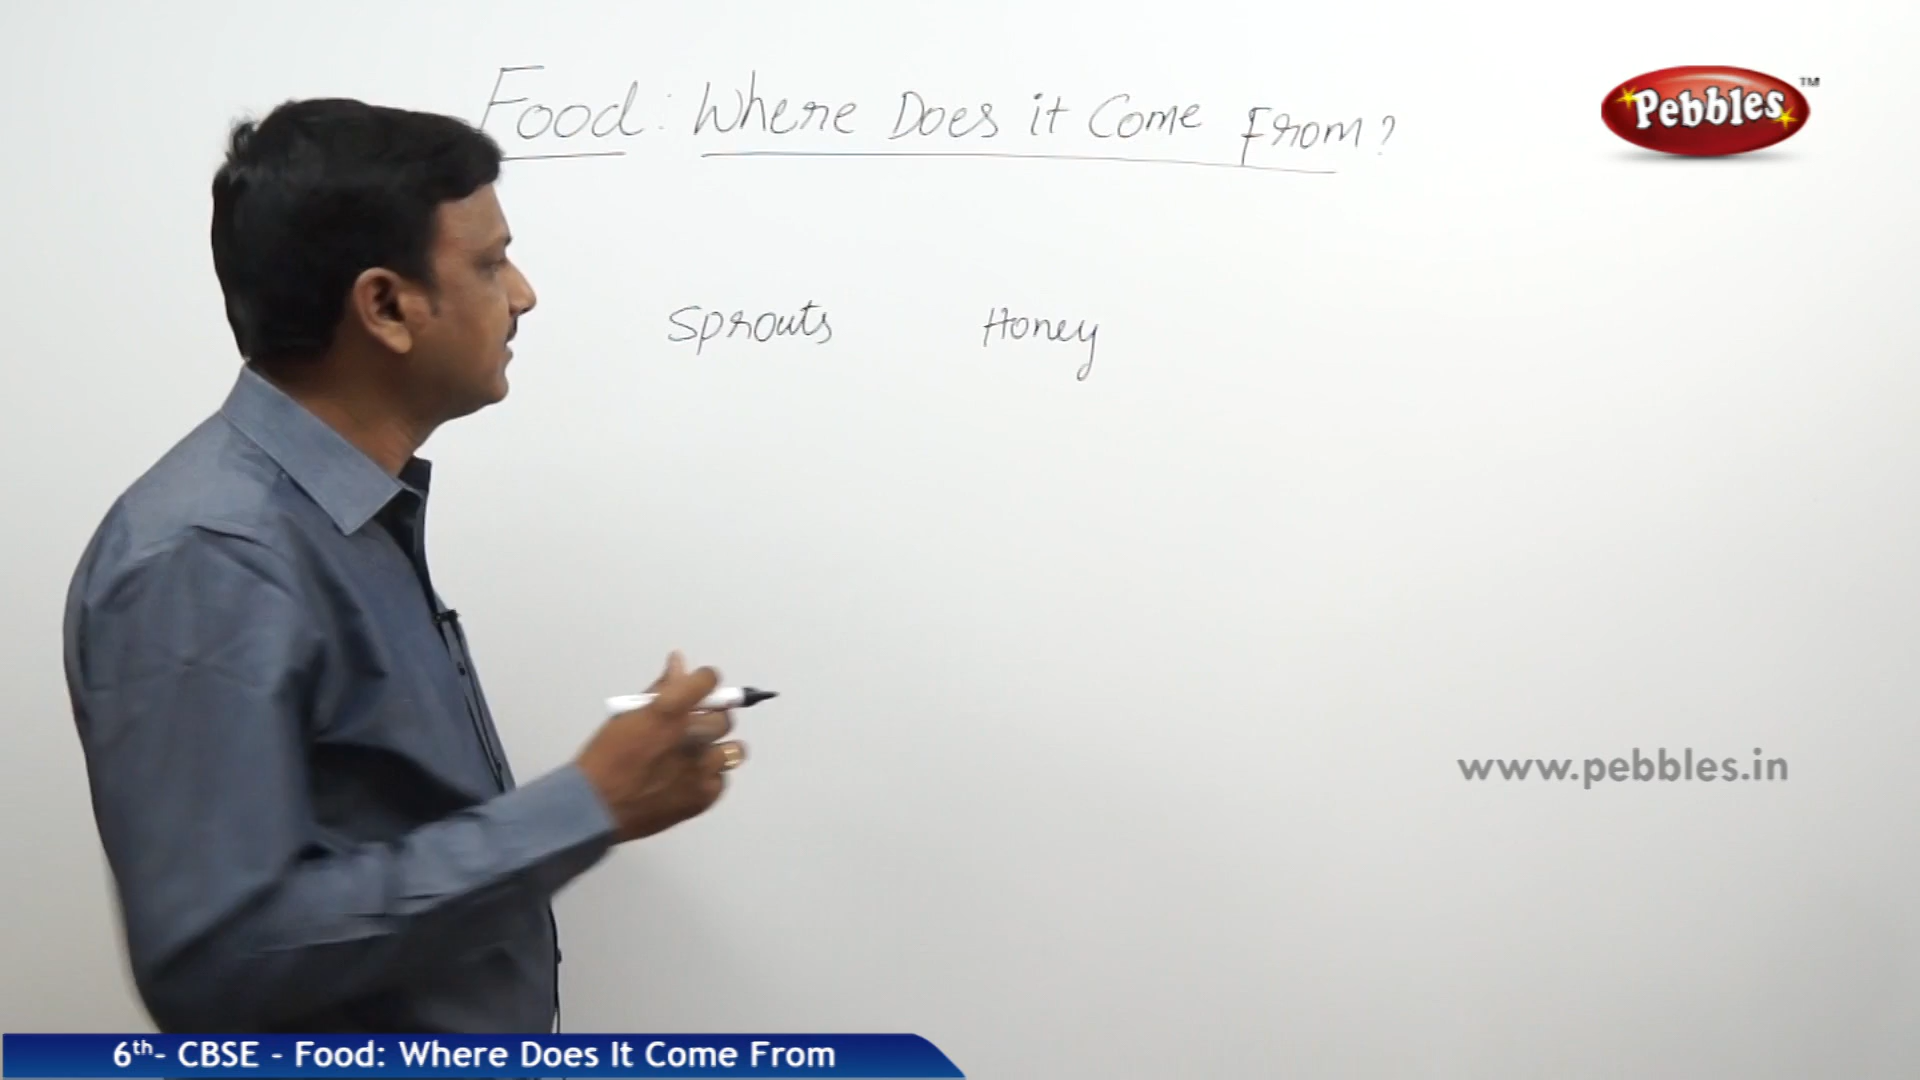 Food: Where Does it Come From?
Pebbles™
Sprouts Honey
www.pebbles.in
6th- CBSE - Food: Where Does It Come From